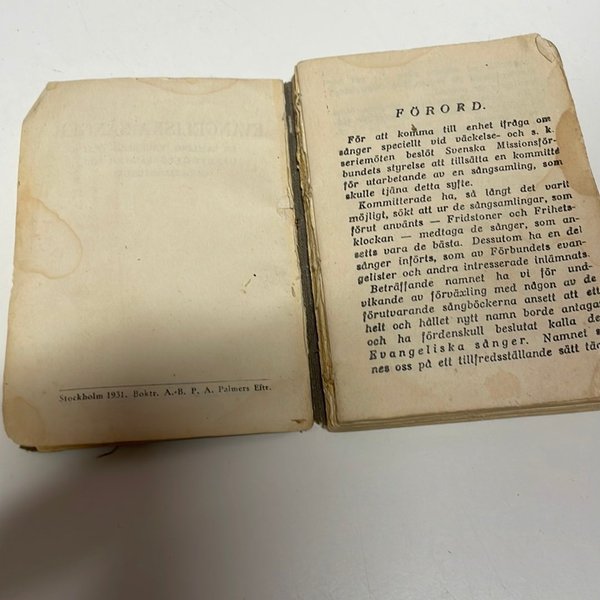 Stockholm 1931. Boktr. A.-B. P. A. Palmers Eftr.
FÖRORD.
För att komma till enhet ifråga om
sånger speciellt vid väckelse- och s. k.
seriemöten beslöt Svenska Missionsför-
bundets styrelse att tillsätta en kommitté
för utarbetande av en sångsamling, som
skulle tjäna detta syfte.
Kommitterade ha, så långt det varit
möjligt, sökt att ur de sångsamlingar, som
förut använts — Fridstoner och Frihets-
klockan — medtaga de sånger, som an-
setts vara de bästa. Dessutom ha en del
sånger införts, som av Förbundets evan-
gelister och andra intresserade inlämnats.
Beträffande namnet ha vi för und-
vikande av förväxling med någon av de
förutvarande sångböckerna ansett att ett
helt och hållet nytt namn borde antaga
och ha fördenskull beslutat kalla de
Evangeliska sånger. Namnet s
nes oss på ett tillfredsställande sätt täc